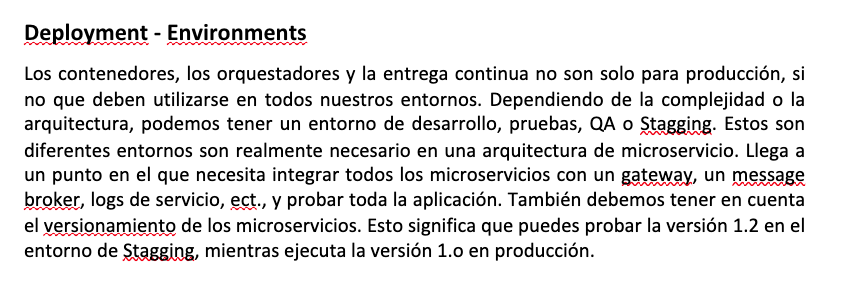 Deployment - Environments
Los contenedores, los orquestadores y la entrega continua no son solo para producción, si
no que deben utilizarse en todos nuestros entornos. Dependiendo de la complejidad o la
arquitectura, podemos tener un entorno de desarrollo, pruebas, QA o Stagging. Estos son
diferentes entornos son realmente necesario en una arquitectura de microservicio. Llega a
un punto en el que necesita integrar todos los microservicios con un gateway, un message
broker, logs de servicio, ect., y probar toda la aplicación. También debemos tener en cuenta
el versionamiento de los microservicios. Esto significa que puedes probar la versión 1.2 en el
entorno de Stagging, mientras ejecuta la versión 1.o en producción.